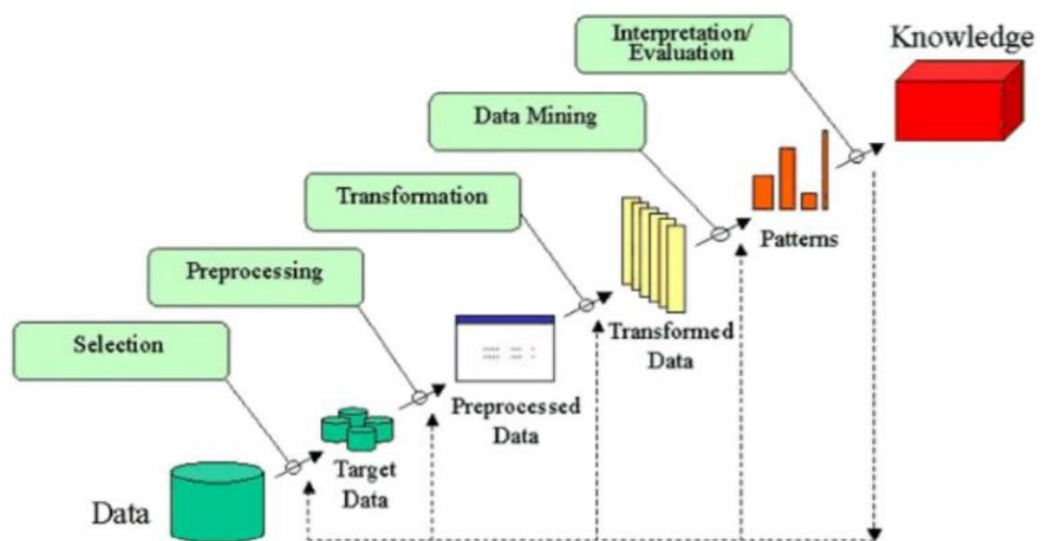 Interpretation/
Evaluation
Knowledge
Data Mining
Transformation
Patterns
Preprocessing
Transformed
Data
Selection
Preprocessed
Data
Target
Data
Data